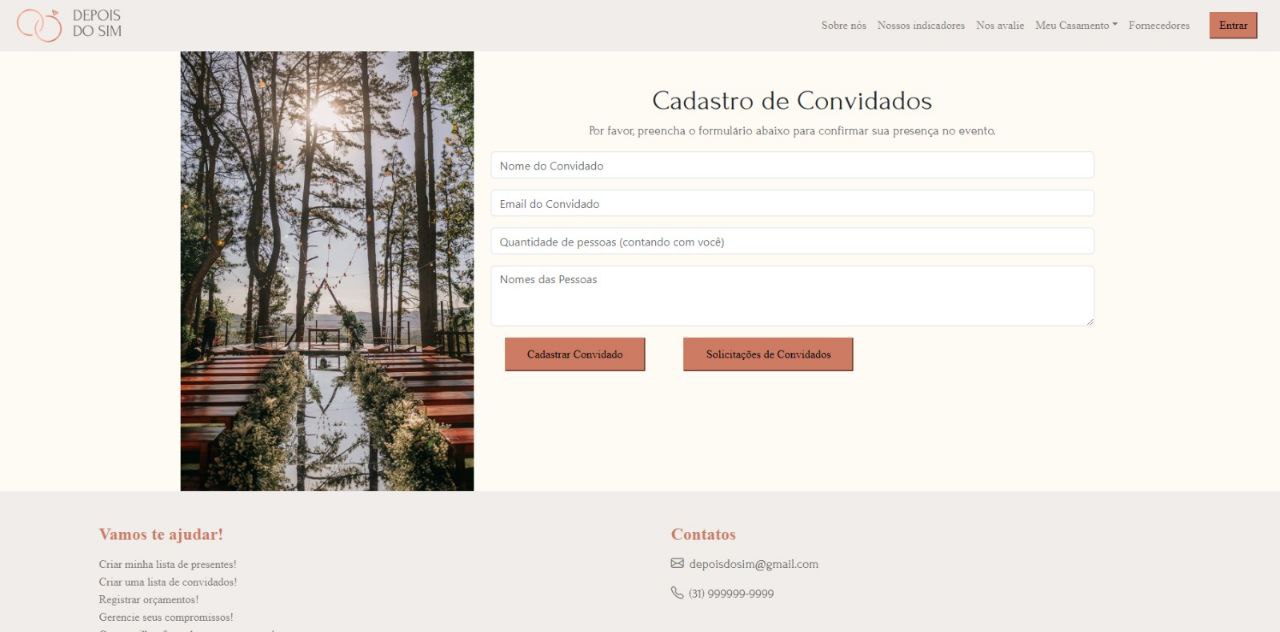 DEPOIS
DO SIM
Sobre nós Nossos indicadores Nos avalie Meu Casamento Fornecedores Entrar
Cadastro de Convidados
Por favor, preencha o formulário abaixo para confirmar sua presença no evento.
Nome do Convidado
Email do Convidado
Quantidade de pessoas (contando com você)
Nomes das Pessoas
Cadastrar Convidado Solicitações de Convidados
Vamos te ajudar!
Criar minha lista de presentes!
Criar uma lista de convidados!
Registrar orçamentos!
Gerencie seus compromissos!
Contatos
depoisdosim@gmail.com
(31) 999999-9999